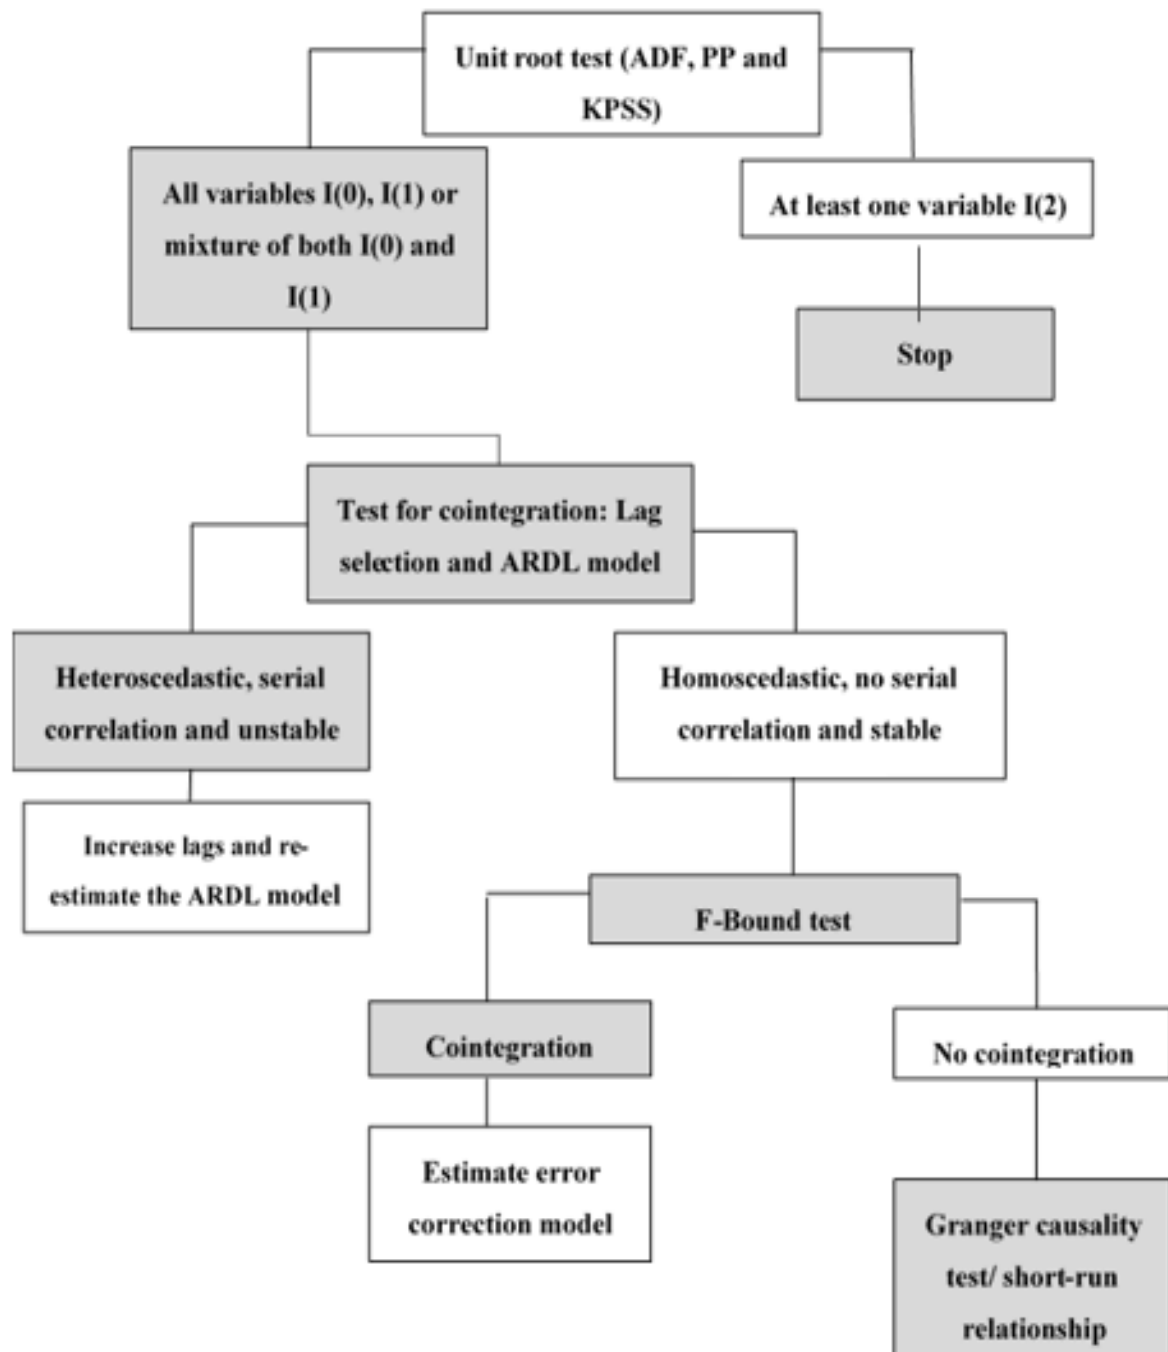 Unit root test (ADF, PP and
KPSS)
All variables I(0), I(1) or
mixture of both I(0) and
I(1)
At least one variable I(2)
Stop
Test for cointegration: Lag
selection and ARDL model
Heteroscedastic, serial
correlation and unstable
Homoscedastic, no serial
correlation and stable
Increase lags and re-
estimate the ARDL model
F-Bound test
Cointegration
No cointegration
Estimate error
correction model
Granger causality
test/ short-run
relationship